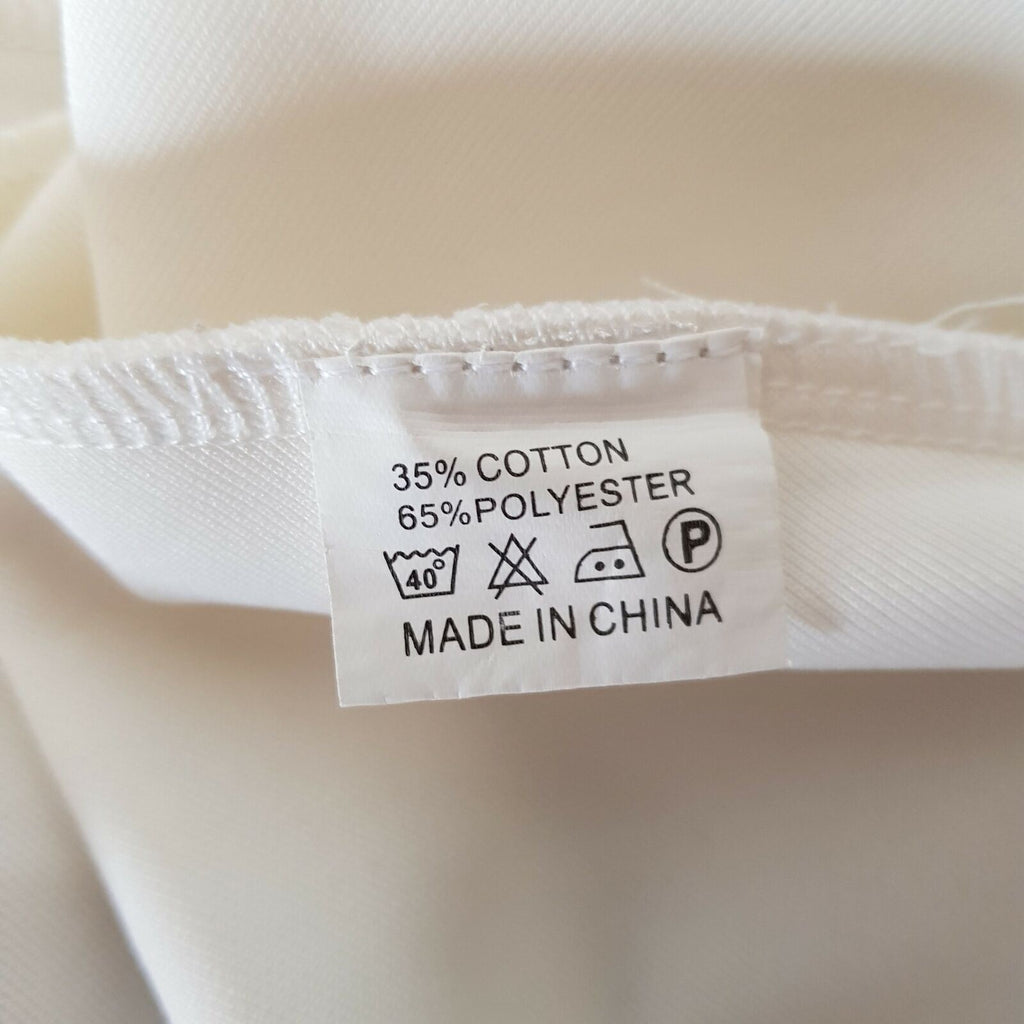 35% COTTON
65%POLYESTER
40° P
MADE IN CHINA